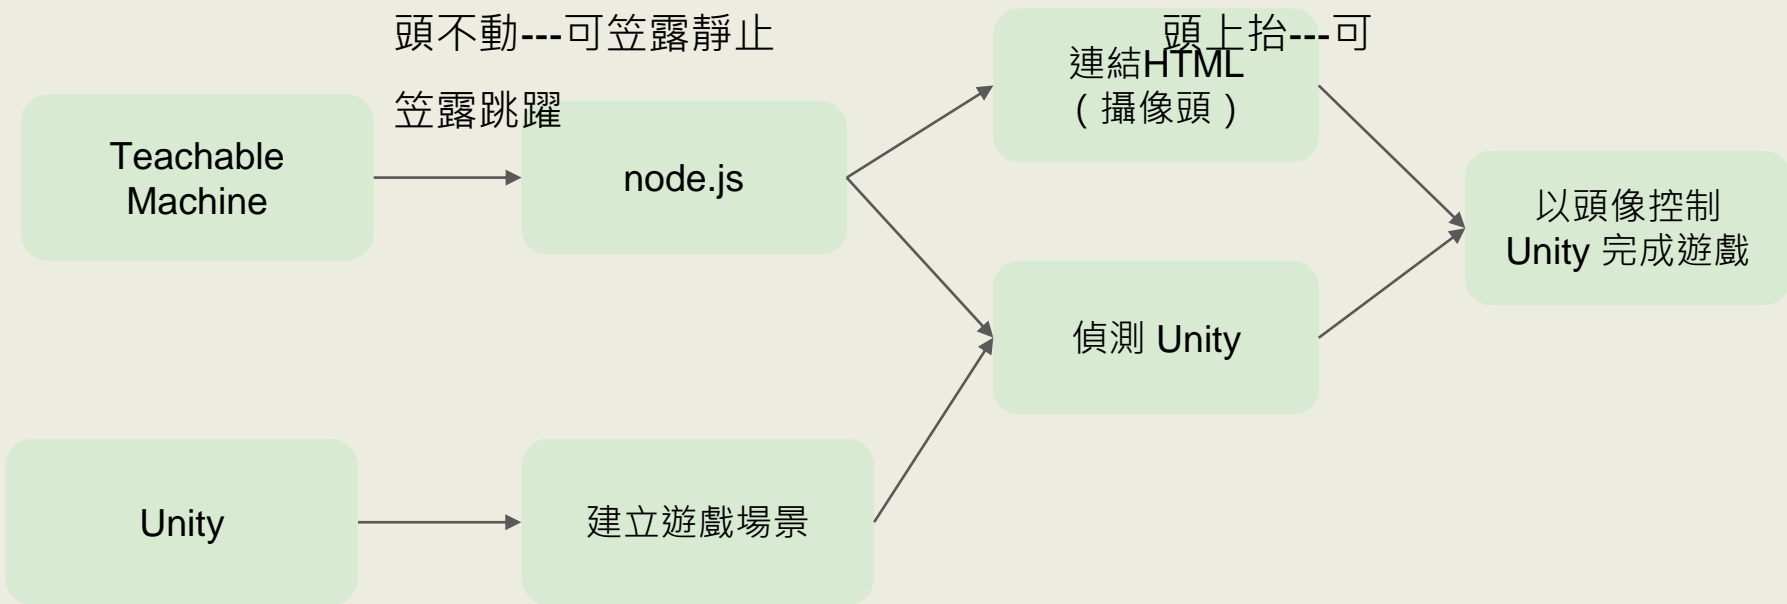 頭不動---可笠露靜止 頭上抬---可
笠露跳躍
Teachable
Machine
node.js
連結HTML
（攝像頭）
以頭像控制
Unity 完成遊戲
偵測 Unity
Unity
建立遊戲場景